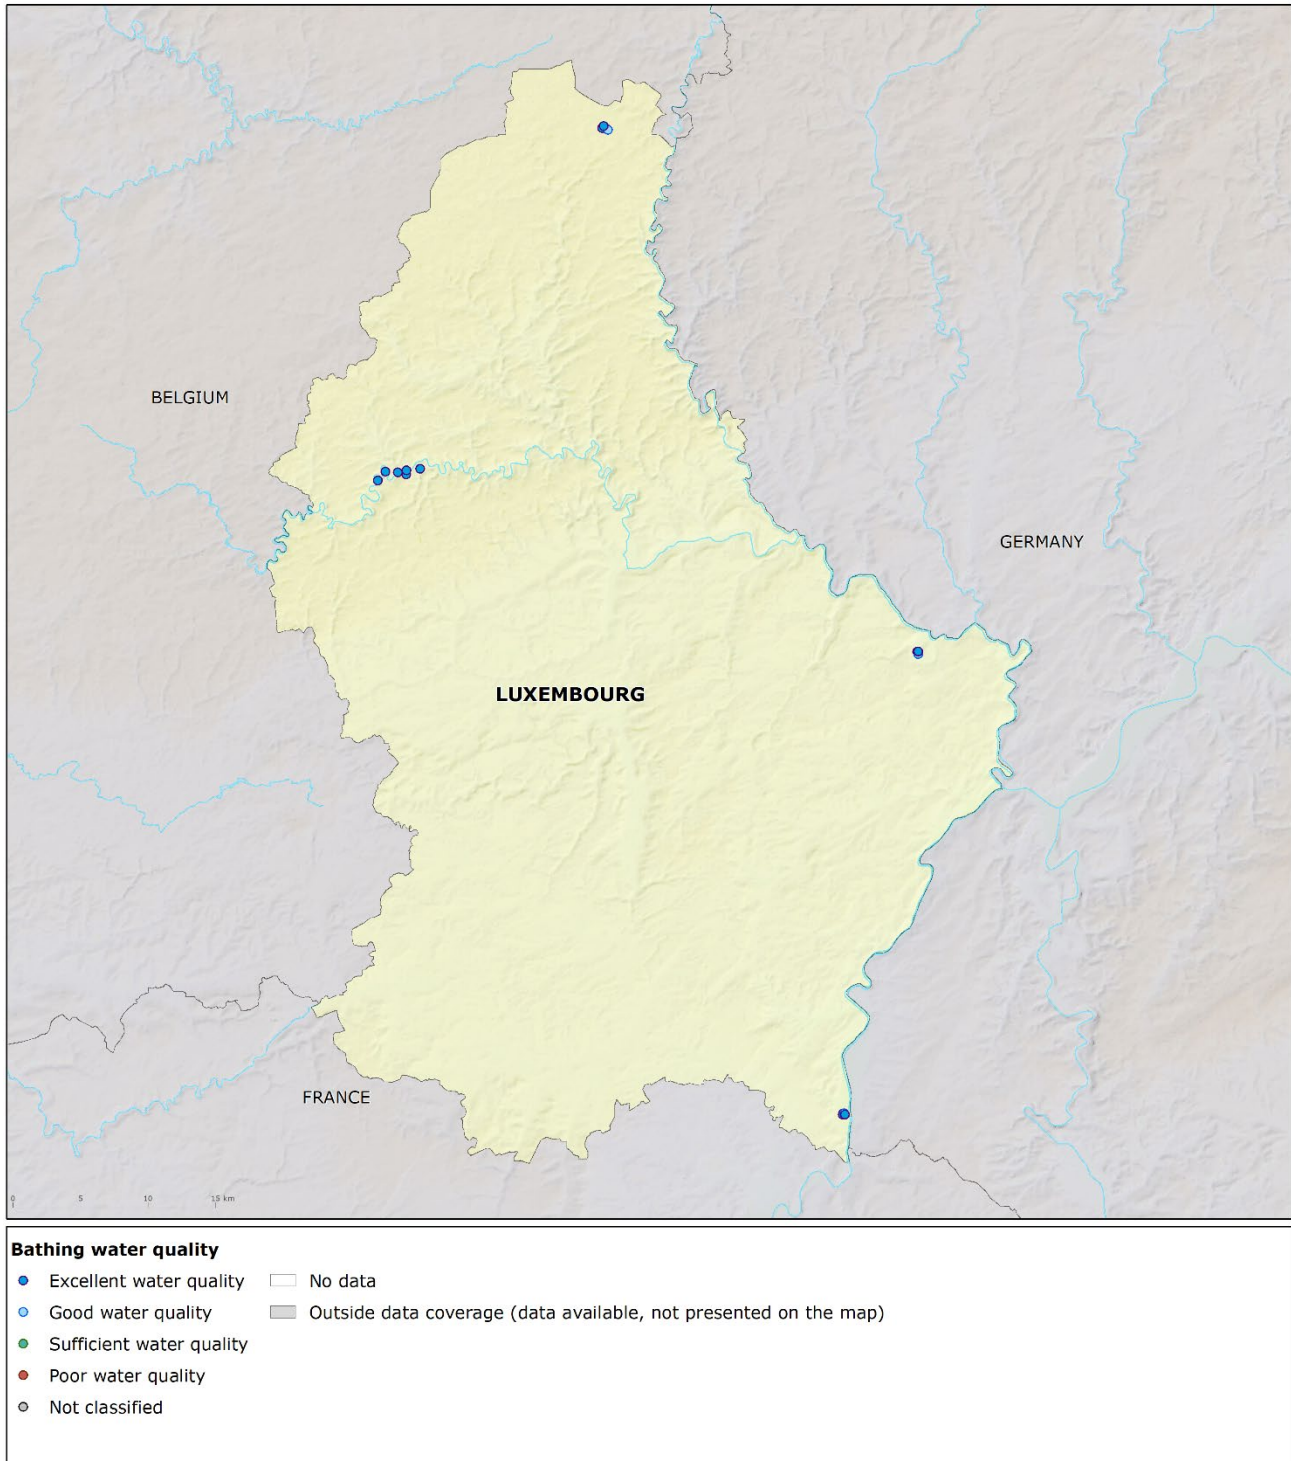 BELGIUM
GERMANY
LUXEMBOURG
FRANCE
0 5 10 15 km
Bathing water quality
Excellent water quality No data
Good water quality Outside data coverage (data available, not presented on the map)
Sufficient water quality
Poor water quality
Not classified